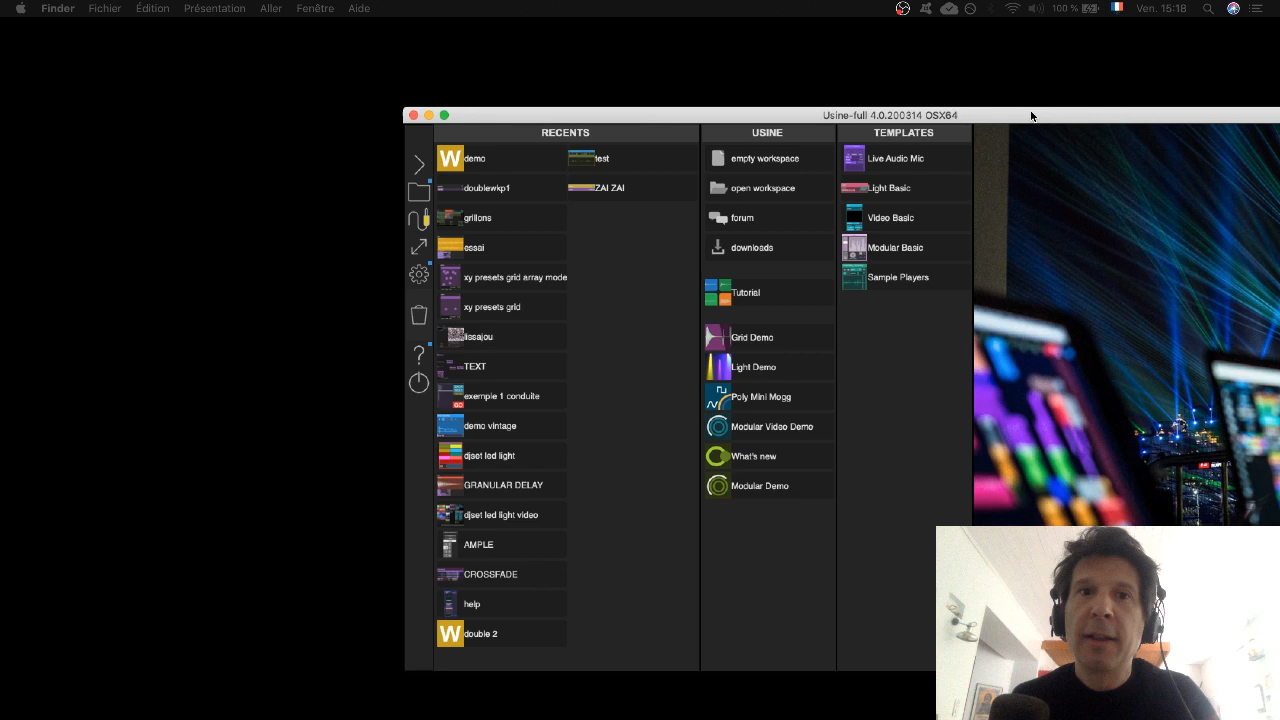 Finder Fichier Édition Présentation Aller Fenêtre Aide 100 % Ven. 15:18
Usine-full 4.0.200314 OSX64
RECENTS
W demo
doublewkp1
grillons
essai
xy presets grid array mode
xy presets grid
lissajou
TEXT
exemple 1 conduite
demo vintage
djset led light
GRANULAR DELAY
djset led light video
AMPLE
CROSSFADE
help
W double 2
test
ZAI ZAI
USINE
empty workspace
open workspace
forum
downloads
Tutorial
Grid Demo
Light Demo
Poly Mini Mogg
Modular Video Demo
What's new
Modular Demo
TEMPLATES
Live Audio Mic
Light Basic
Video Basic
Modular Basic
Sample Players